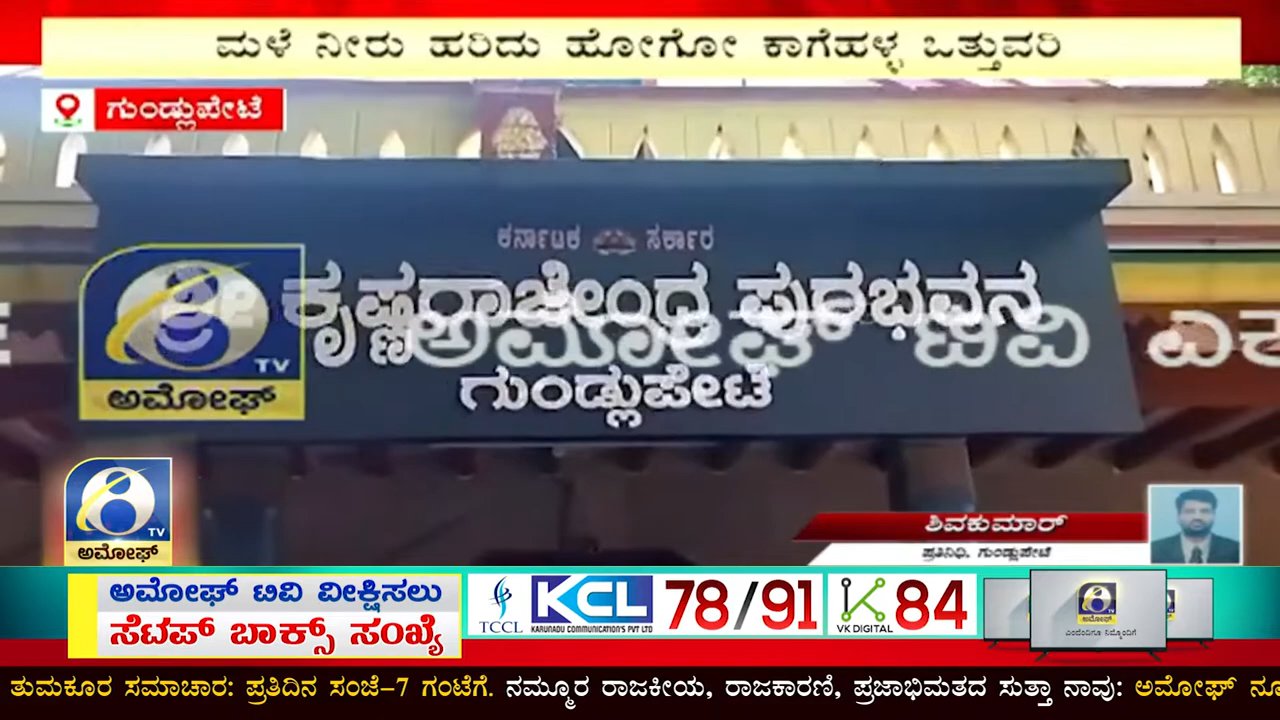 ಮಳೆ ನೀರು ಹರಿದು ಹೋಗೋ ಕಾಗೆಹಳ್ಳ ಒತ್ತುವರಿ
ಗುಂಡ್ಲುಪೇಟೆ
ಕರ್ನಾಟಕ ಸರ್ಕಾರ
ಶ್ರೀ ಕೃಷ್ಣರಾಜೇಂದ್ರ ಪುರಭವನ
ಅಮೋಘ್ ಟಿವಿ
ಗುಂಡ್ಲುಪೇಟೆ
TV
ಅಮೋಘ್
TV
ಅಮೋಘ್
ಶಿವಕುಮಾರ್
ಪ್ರತಿನಿಧಿ, ಗುಂಡ್ಲುಪೇಟೆ
ಅಮೋಘ್ ಟಿವಿ ವೀಕ್ಷಿಸಲು
ಸೆಟಪ್ ಬಾಕ್ಸ್ ಸಂಖ್ಯೆ
TCCL
KCL
KARUNADU COMMUNICATION'S PVT LTD
78/91
VK DIGITAL
84
ಅಮೋಘ್
ಎಂದೆಂದಿಗೂ ನಿಮ್ಮೊಂದಿಗೆ
ತುಮಕೂರ ಸಮಾಚಾರ: ಪ್ರತಿದಿನ ಸಂಜೆ-7 ಗಂಟೆಗೆ. ನಮ್ಮೂರ ರಾಜಕೀಯ, ರಾಜಕಾರಣಿ, ಪ್ರಜಾಭಿಮತದ ಸುತ್ತಾ ನಾವು: ಅಮೋಘ್ ನ್ಯೂ